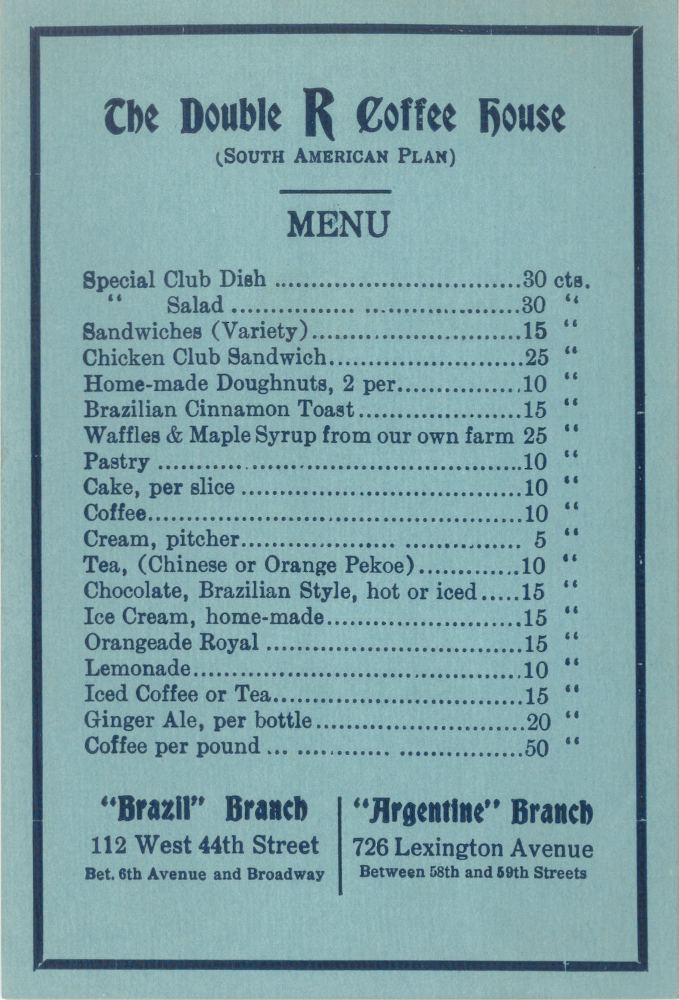 The Double R Coffee House
(SOUTH AMERICAN PLAN)
MENU
Special Club Dish ..................................30 cts.
“ Salad ................. ......................30 “
Sandwiches (Variety).............................15 “
Chicken Club Sandwich...........................25 “
Home-made Doughnuts, 2 per.................10 “
Brazilian Cinnamon Toast.......................15 “
Waffles & Maple Syrup from our own farm 25 “
Pastry ..................................................10 “
Cake, per slice .......................................10 “
Coffee....................................................10 “
Cream, pitcher....................... ................ 5 “
Tea, (Chinese or Orange Pekoe)..............10 “
Chocolate, Brazilian Style, hot or iced.....15 “
Ice Cream, home-made...........................15 “
Orangeade Royal ...................................15 “
Lemonade..............................................10 “
Iced Coffee or Tea..................................15 “
Ginger Ale, per bottle.............................20 “
Coffee per pound ... ............. .................50 “
“Brazil” Branch
112 West 44th Street
Bet. 6th Avenue and Broadway
“Argentine” Branch
726 Lexington Avenue
Between 58th and 59th Streets